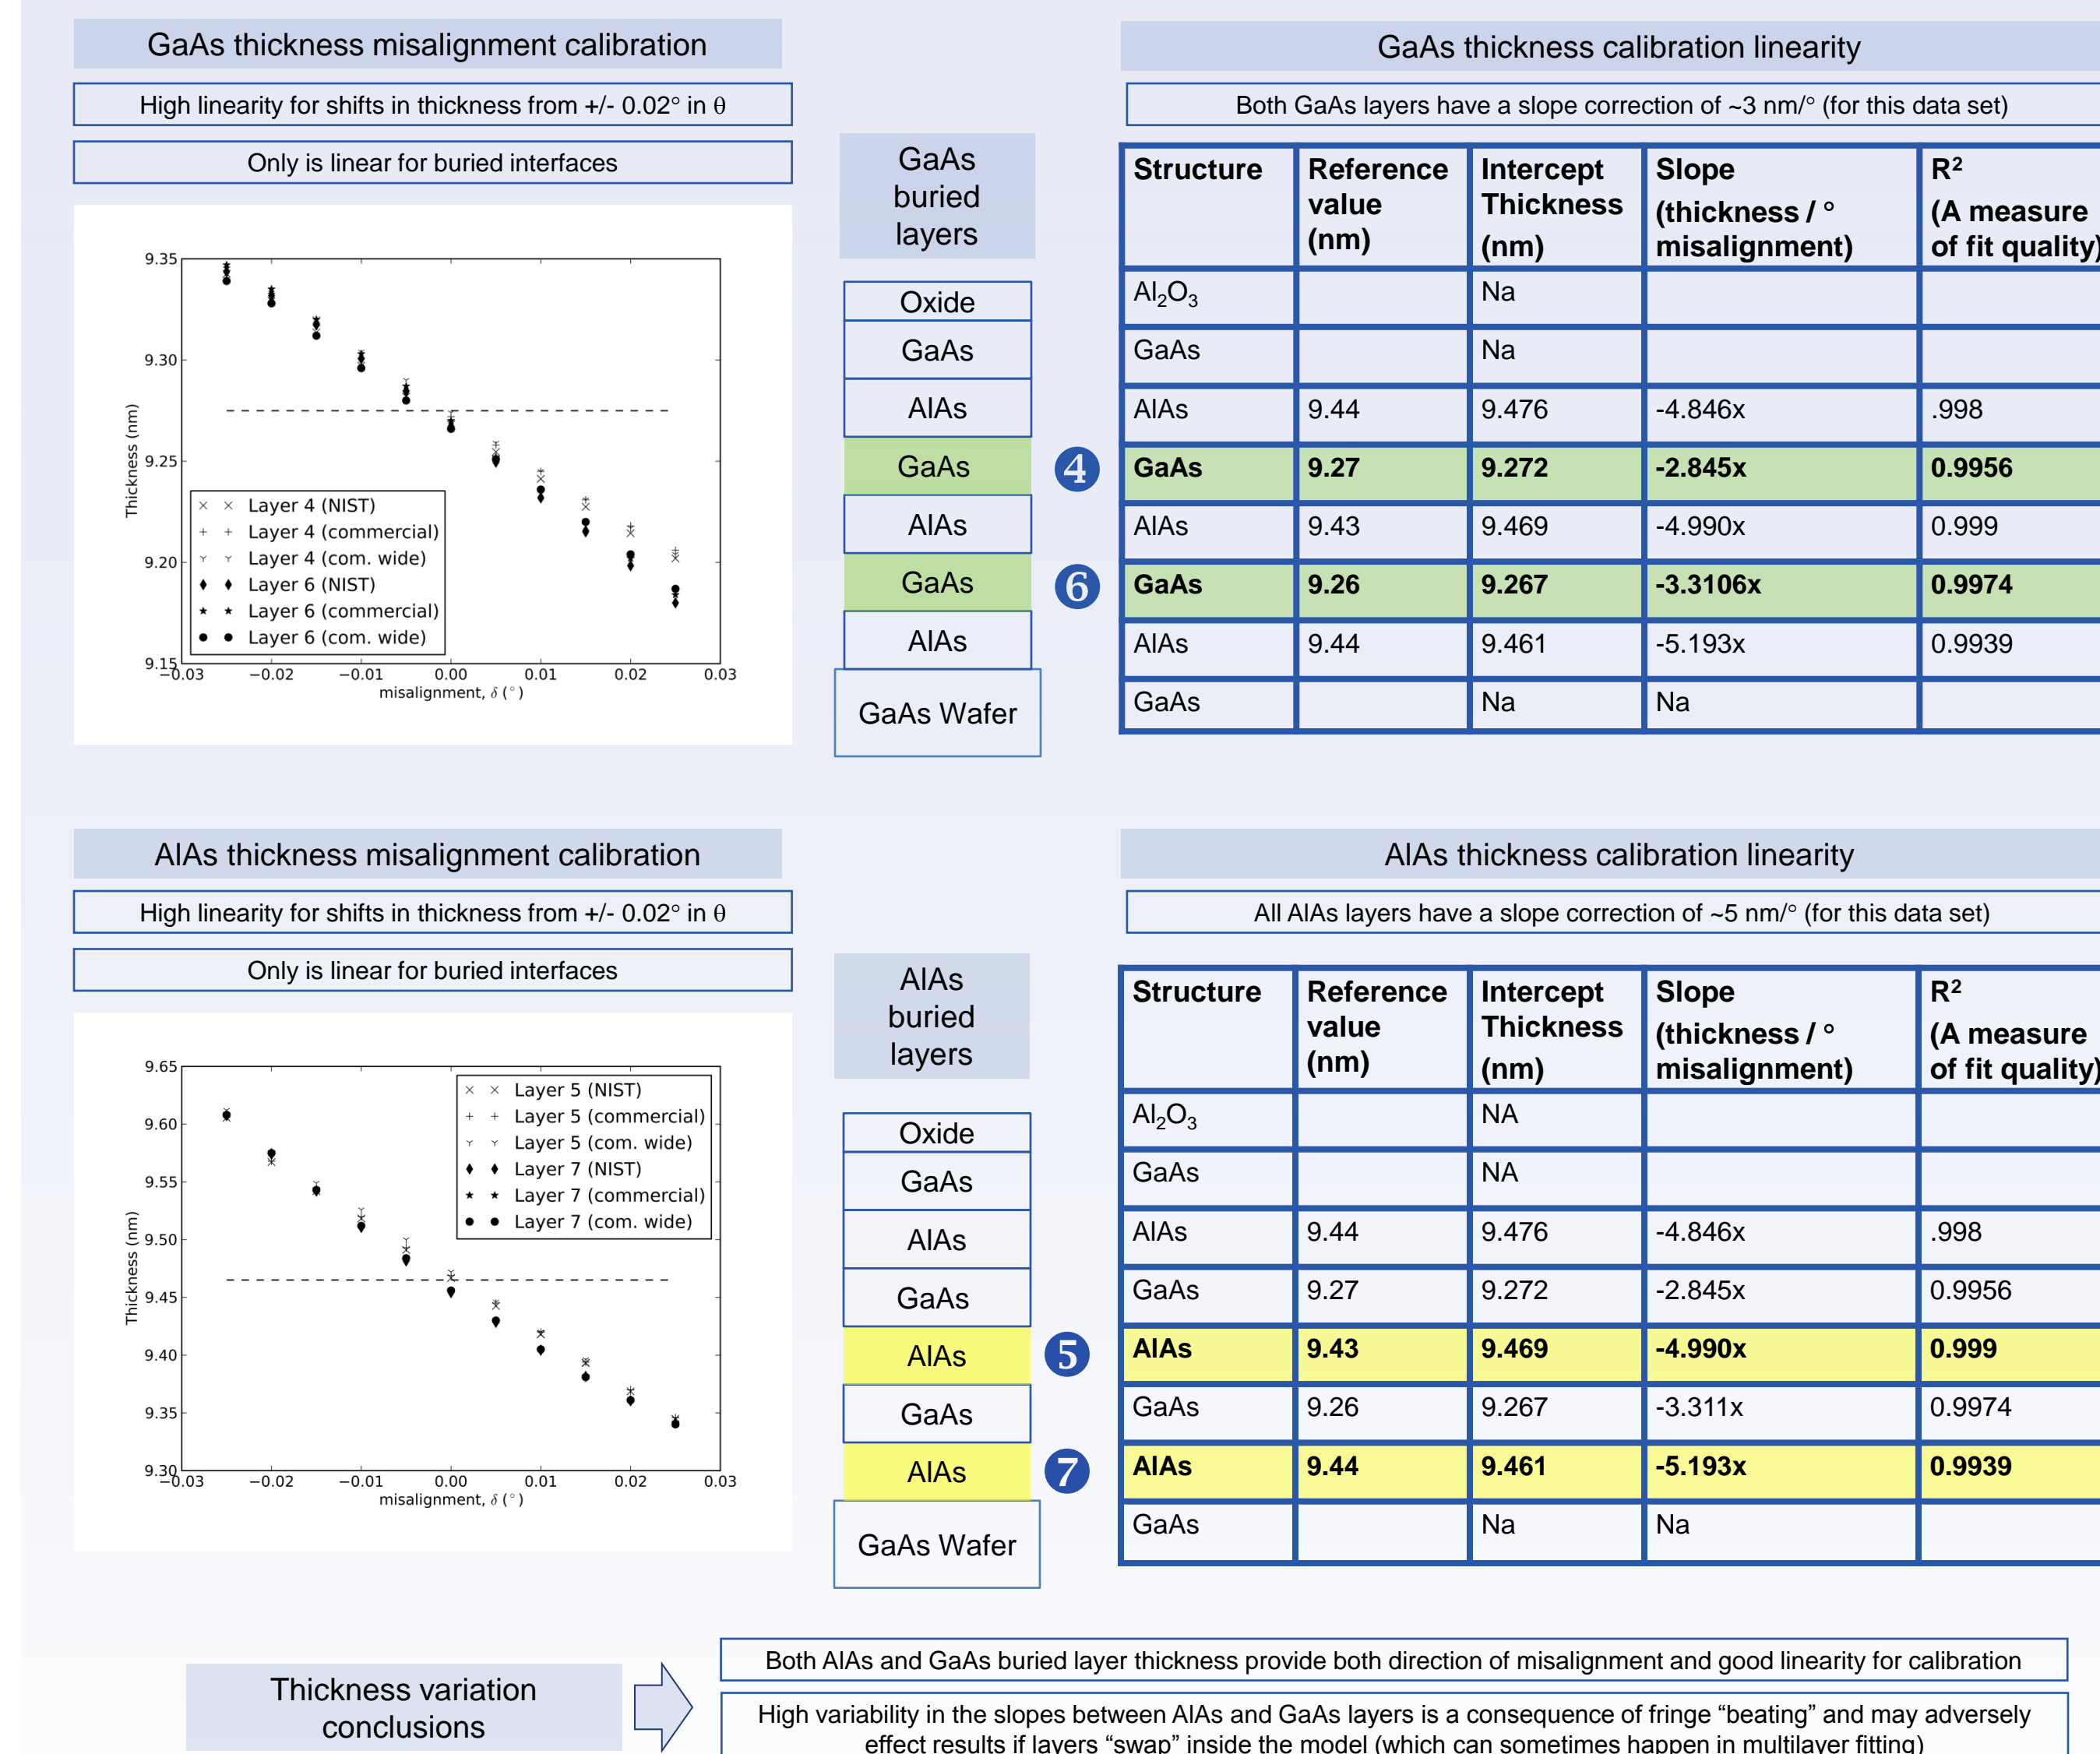 GaAs thickness misalignment calibration
High linearity for shifts in thickness from +/- 0.02° in θ
Only is linear for buried interfaces
9.35
9.30
9.25
9.20
9.15
Thickness (nm)
× × Layer 4 (NIST)
+ + Layer 4 (commercial)
Layer 4 (com. wide)
♦ ♦ Layer 6 (NIST)
★ ★ Layer 6 (commercial)
● ● Layer 6 (com. wide)
−0.03 −0.02 −0.01 0.00 0.01 0.02 0.03
misalignment, δ (°)
GaAs
buried
layers
Oxide
GaAs
AlAs
GaAs
4
AlAs
GaAs
6
AlAs
GaAs Wafer
GaAs thickness calibration linearity
Both GaAs layers have a slope correction of ~3 nm/° (for this data set)
Structure Reference value (nm) Intercept Thickness (nm) Slope (thickness / ° misalignment) R² (A measure of fit quality)
Al₂O₃ Na
GaAs Na
AlAs 9.44 9.476 -4.846x .998
GaAs 9.27 9.272 -2.845x 0.9956
AlAs 9.43 9.469 -4.990x 0.999
GaAs 9.26 9.267 -3.3106x 0.9974
AlAs 9.44 9.461 -5.193x 0.9939
GaAs Na Na
AlAs thickness misalignment calibration
High linearity for shifts in thickness from +/- 0.02° in θ
Only is linear for buried interfaces
9.65
9.60
9.55
9.50
9.45
9.40
9.35
9.30
Thickness (nm)
× × Layer 5 (NIST)
+ + Layer 5 (commercial)
Layer 5 (com. wide)
♦ ♦ Layer 7 (NIST)
★ ★ Layer 7 (commercial)
● ● Layer 7 (com. wide)
−0.03 −0.02 −0.01 0.00 0.01 0.02 0.03
misalignment, δ (°)
AlAs
buried
layers
Oxide
GaAs
AlAs
GaAs
AlAs
5
GaAs
AlAs
7
GaAs Wafer
AlAs thickness calibration linearity
All AlAs layers have a slope correction of ~5 nm/° (for this data set)
Structure Reference value (nm) Intercept Thickness (nm) Slope (thickness / ° misalignment) R² (A measure of fit quality)
Al₂O₃ NA
GaAs NA
AlAs 9.44 9.476 -4.846x .998
GaAs 9.27 9.272 -2.845x 0.9956
AlAs 9.43 9.469 -4.990x 0.999
GaAs 9.26 9.267 -3.311x 0.9974
AlAs 9.44 9.461 -5.193x 0.9939
GaAs Na Na
Thickness variation
conclusions
Both AlAs and GaAs buried layer thickness provide both direction of misalignment and good linearity for calibration
High variability in the slopes between AlAs and GaAs layers is a consequence of fringe “beating” and may adversely
effect results if layers “swap” inside the model (which can sometimes happen in multilayer fitting)